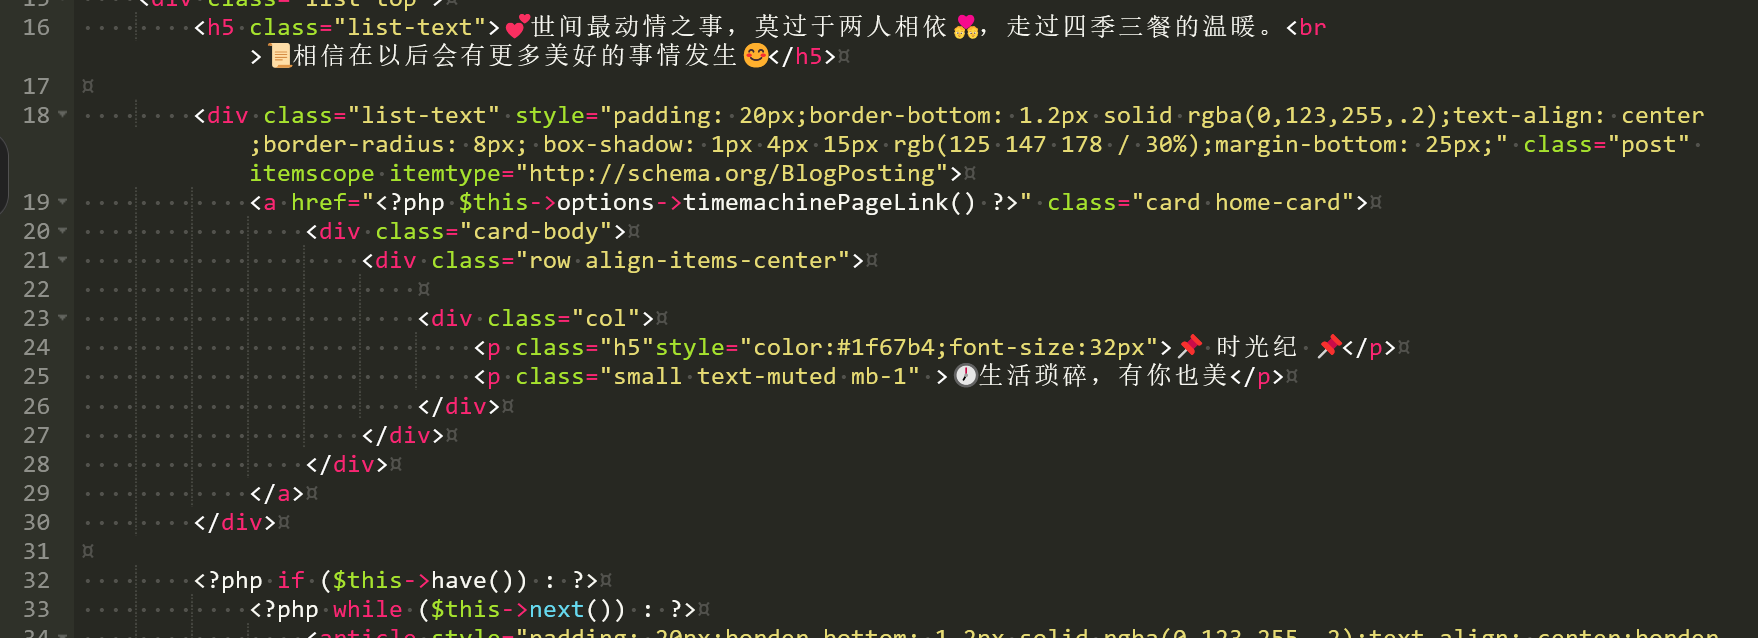 15 <div class="list-top">
16 <h5 class="list-text">💕世间最动情之事，莫过于两人相依💏，走过四季三餐的温暖。<br
>📜相信在以后会有更多美好的事情发生😊</h5>¤
17 ¤
18 <div class="list-text" style="padding: 20px;border-bottom: 1.2px solid rgba(0,123,255,.2);text-align: center
;border-radius: 8px; box-shadow: 1px 4px 15px rgb(125 147 178 / 30%);margin-bottom: 25px;" class="post"
itemscope itemtype="http://schema.org/BlogPosting">¤
19 <a href="<?php $this->options->timemachinePageLink() ?>" class="card home-card">¤
20 <div class="card-body">¤
21 <div class="row align-items-center">¤
22 ¤
23 <div class="col">¤
24 <p class="h5"style="color:#1f67b4;font-size:32px">📌 时光纪 📌</p>¤
25 <p class="small text-muted mb-1" >🕖生活琐碎，有你也美</p>¤
26 </div>¤
27 </div>¤
28 </div>¤
29 </a>¤
30 </div>¤
31 ¤
32 <?php if ($this->have()) : ?>¤
33 <?php while ($this->next()) : ?>¤
34 <article style="padding: 20px;border-bottom: 1.2px solid rgba(0,123,255,.2);text-align: center;border